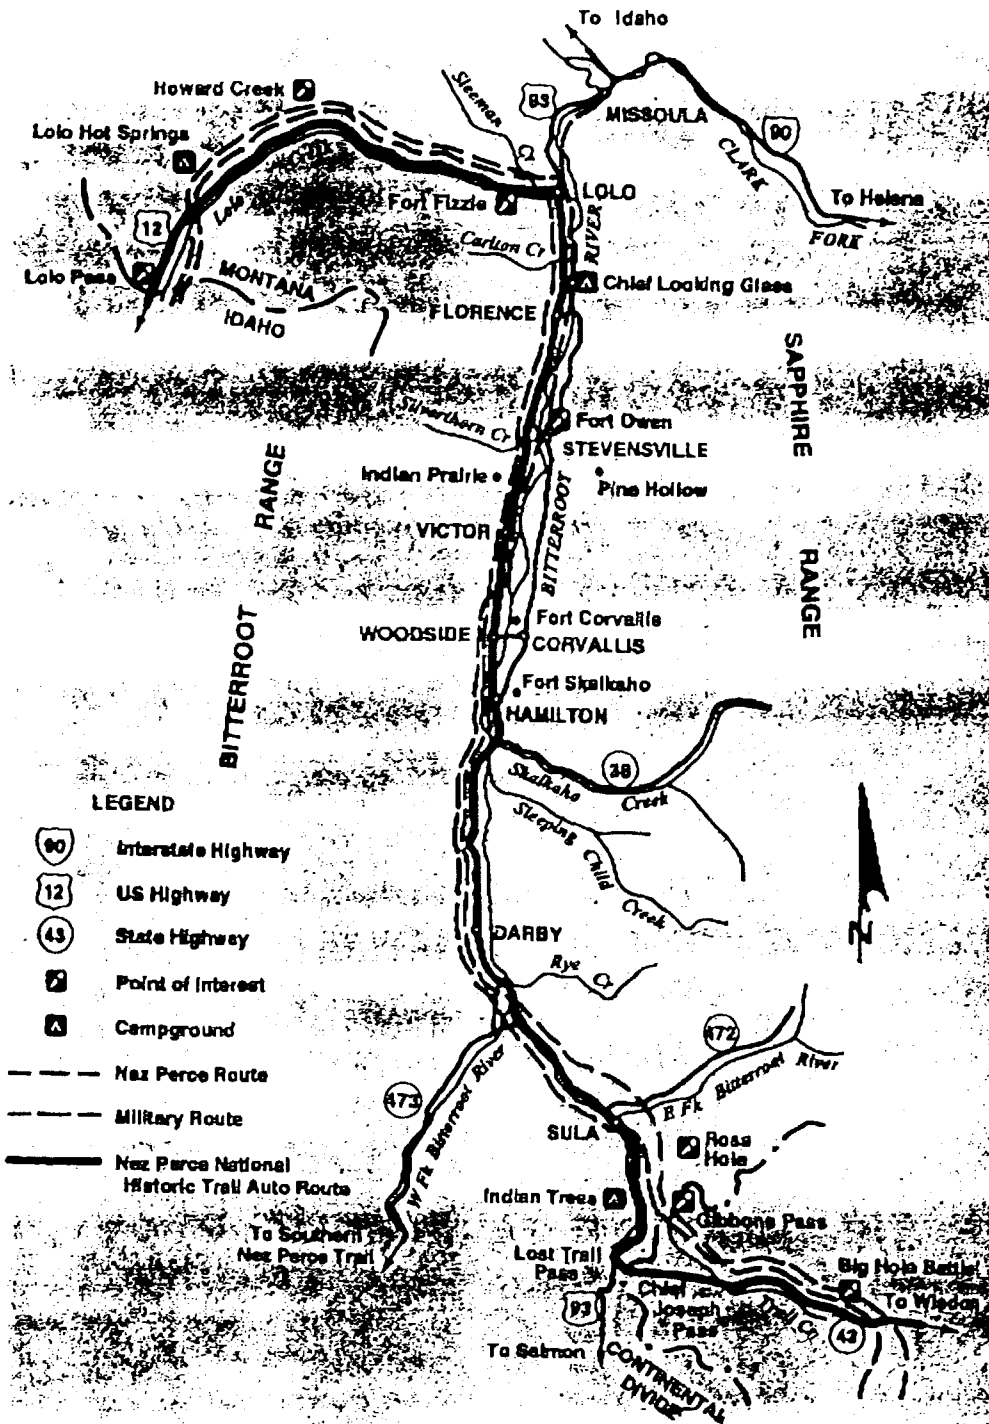 To Idaho
Howard Creek
Sleeman
Cr
93
MISSOULA
Lolo Hot Springs
90
CLARK
FORK
To Helena
LOLO
Fort Fizzle
Lolo
12
RIVER
Carlton Cr
Lolo Pass
MONTANA
IDAHO
Chief Looking Glass
FLORENCE
SAPPHIRE
RANGE
Silverthorn Cr
Fort Owen
STEVENSVILLE
Indian Prairie
Pine Hollow
BITTERROOT
RANGE
VICTOR
BITTERROOT
Fort Corvallis
WOODSIDE
CORVALLIS
Fort Skalkaho
HAMILTON
38
Skalkaho
Creek
Sleeping Child
Creek
LEGEND
90 Interstate Highway
12 US Highway
43 State Highway
Point of Interest
Campground
Nez Perce Route
Military Route
Nez Perce National
Historic Trail Auto Route
N
DARBY
Rye Cr
472
E Fk Bitterroot River
473
W Fk Bitterroot River
SULA
Ross
Hole
Indian Trees
Gibbons Pass
To Southern
Nez Perce Trail
Lost Trail
Pass
Big Hole Battle
To Wisdom
Chief
Joseph
Pass
Trail Cr
93
43
To Salmon
CONTINENTAL
DIVIDE